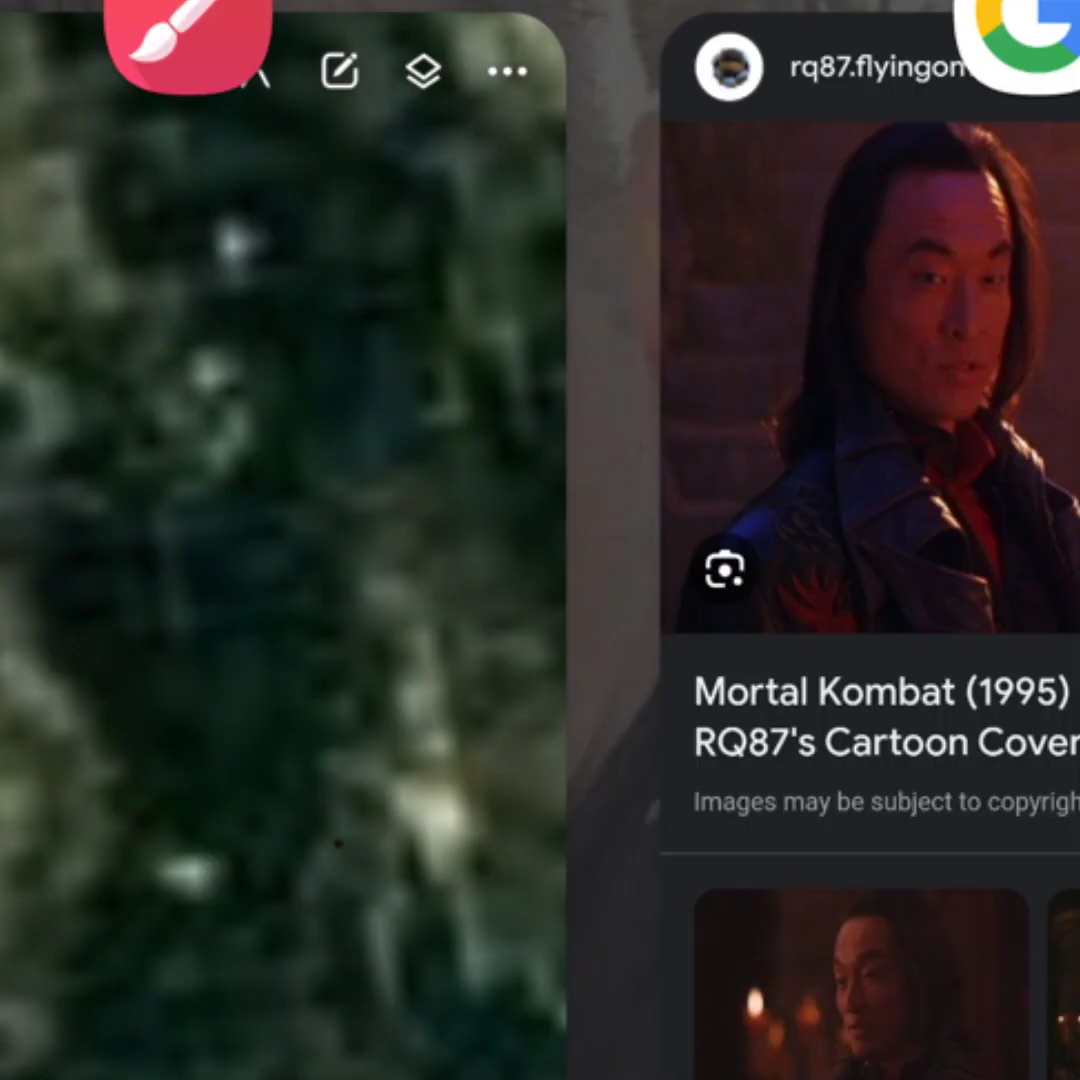 rq87.flyingom
Mortal Kombat (1995)
RQ87's Cartoon Cover
Images may be subject to copyrigh